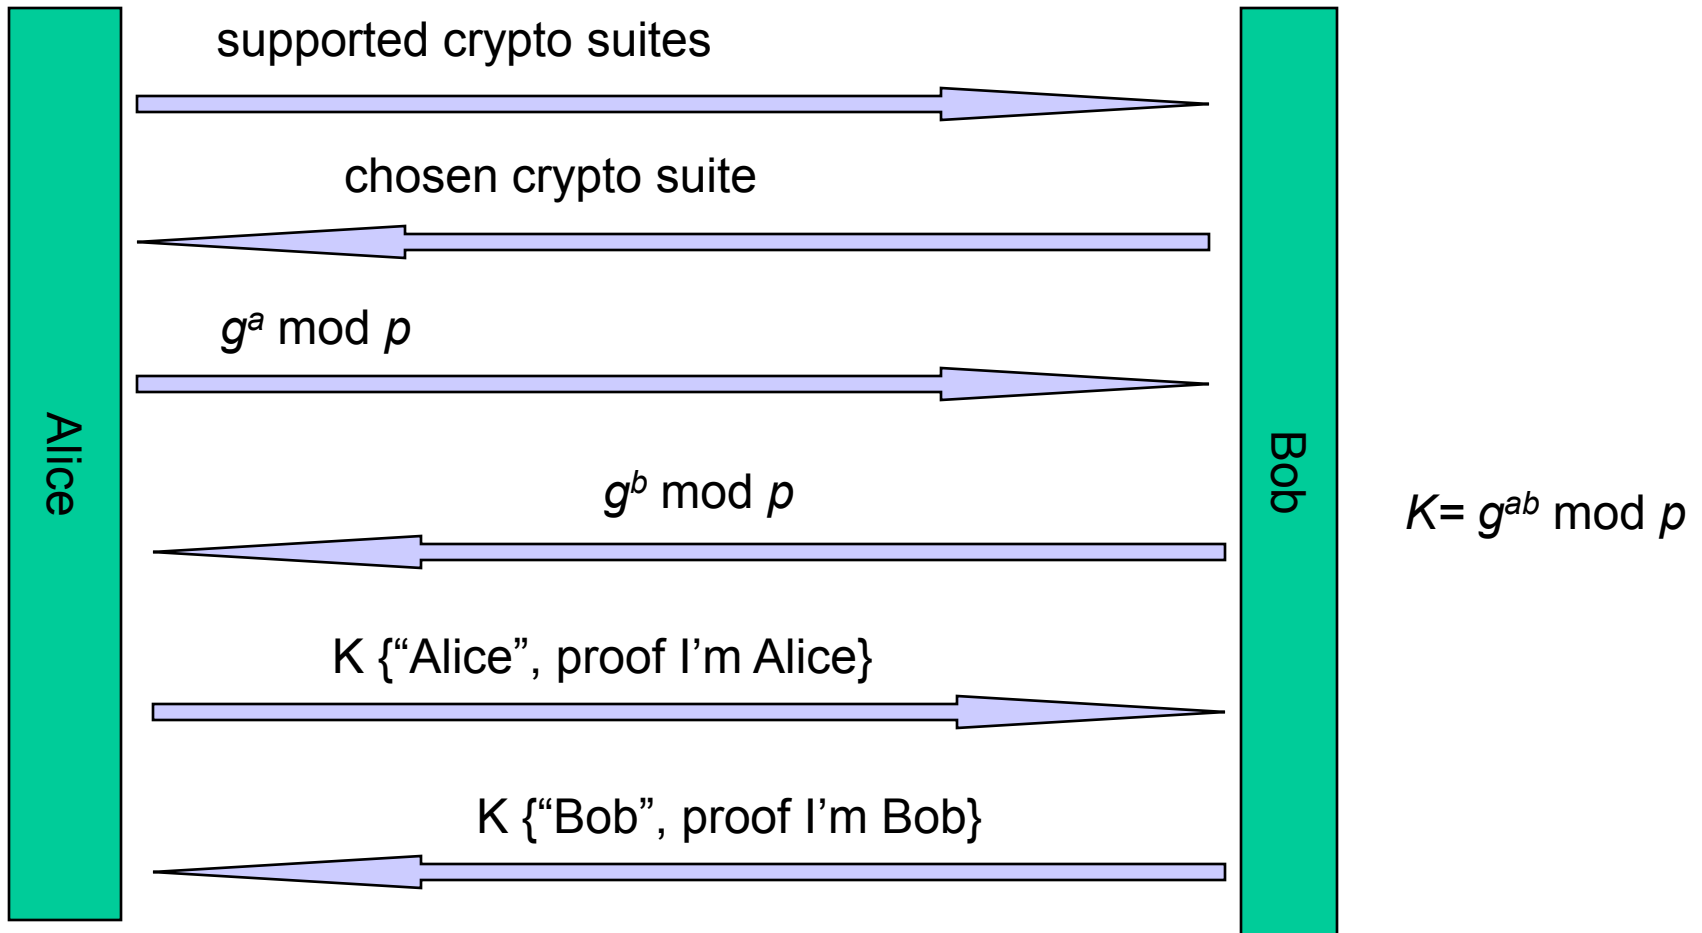 supported crypto suites
chosen crypto suite
gᵃ mod p
Alice
Bob
gᵇ mod p
K= gᵃᵇ mod p
K {“Alice”, proof I’m Alice}
K {“Bob”, proof I’m Bob}